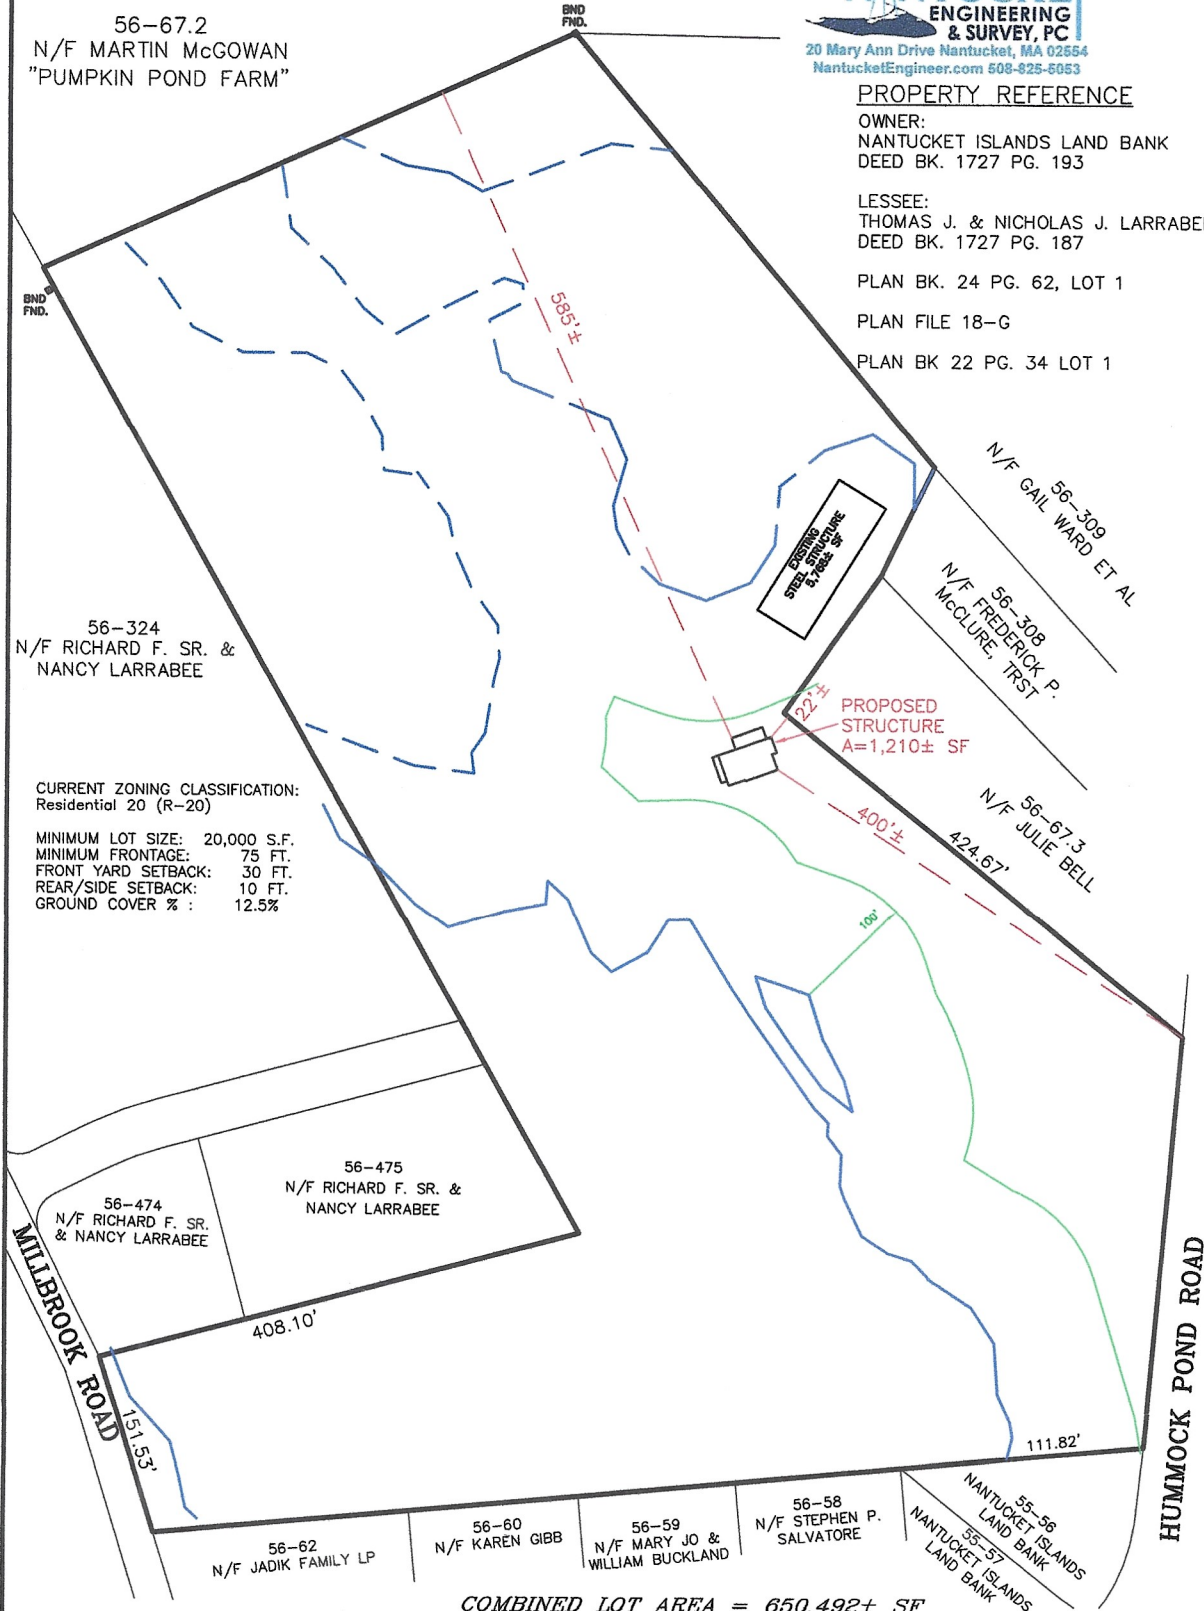 56-67.2
N/F MARTIN McGOWAN
"PUMPKIN POND FARM"
BND
FND.
ENGINEERING
& SURVEY, PC
20 Mary Ann Drive Nantucket, MA 02554
NantucketEngineer.com 508-825-5053
PROPERTY REFERENCE
OWNER:
NANTUCKET ISLANDS LAND BANK
DEED BK. 1727 PG. 193
LESSEE:
THOMAS J. & NICHOLAS J. LARRABEE
DEED BK. 1727 PG. 187
PLAN BK. 24 PG. 62, LOT 1
PLAN FILE 18-G
PLAN BK 22 PG. 34 LOT 1
BND
FND.
585'±
56-309
N/F GAIL WARD ET AL
EXISTING
STEEL STRUCTURE
5,768± SF
56-308
N/F FREDERICK P.
McCLURE, TRST
56-324
N/F RICHARD F. SR. &
NANCY LARRABEE
22'±
PROPOSED
STRUCTURE
A=1,210± SF
CURRENT ZONING CLASSIFICATION:
Residential 20 (R-20)
MINIMUM LOT SIZE: 20,000 S.F.
MINIMUM FRONTAGE: 75 FT.
FRONT YARD SETBACK: 30 FT.
REAR/SIDE SETBACK: 10 FT.
GROUND COVER % : 12.5%
400'±
424.67'
56-67.3
N/F JULIE BELL
100'
56-475
N/F RICHARD F. SR. &
NANCY LARRABEE
56-474
N/F RICHARD F. SR.
& NANCY LARRABEE
MILLBROOK ROAD
408.10'
151.53'
111.82'
HUMMOCK POND ROAD
56-62
N/F JADIK FAMILY LP
56-60
N/F KAREN GIBB
56-59
N/F MARY JO &
WILLIAM BUCKLAND
56-58
N/F STEPHEN P.
SALVATORE
55-56
NANTUCKET ISLANDS
LAND BANK
55-57
NANTUCKET ISLANDS
LAND BANK
COMBINED LOT AREA = 650,492± SF